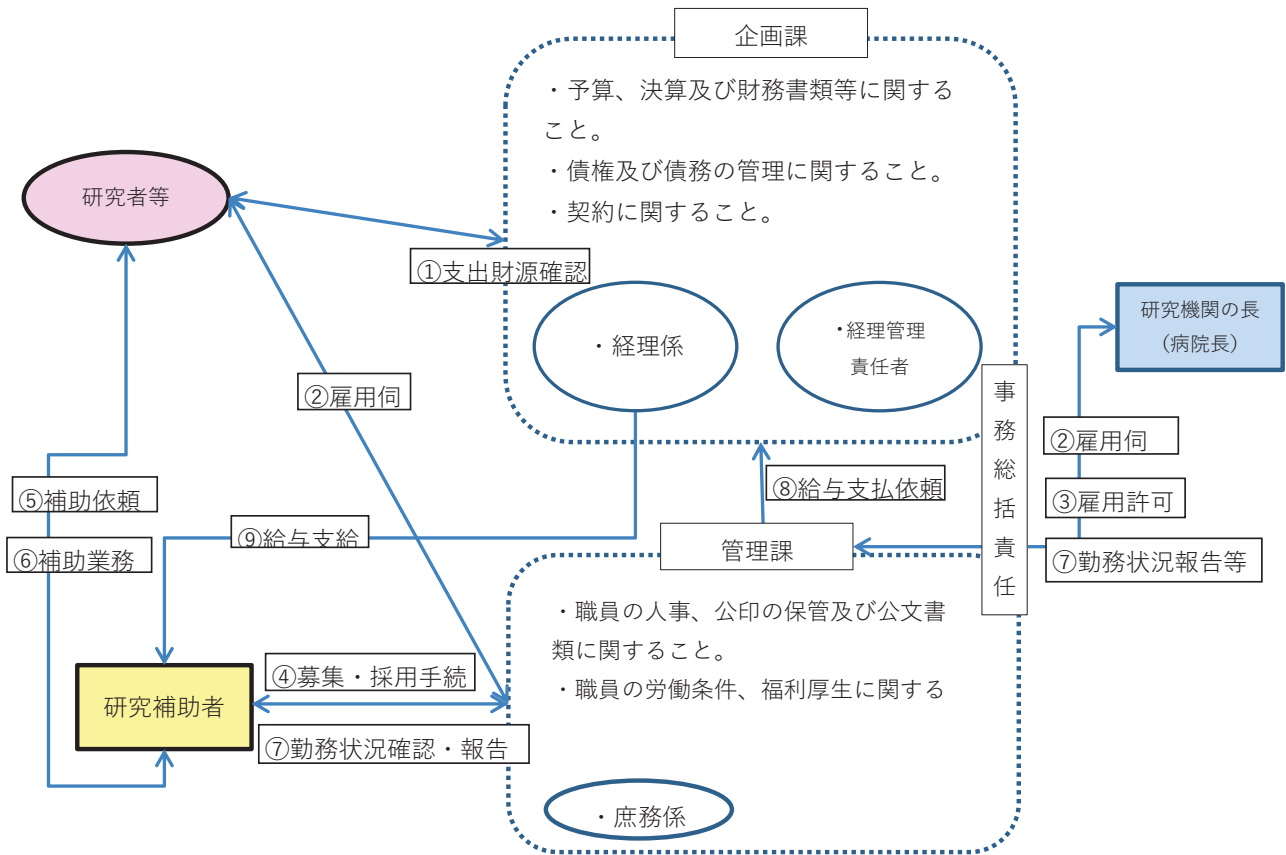 企画課
・予算、決算及び財務書類等に関する
こと。
・債権及び債務の管理に関すること。
・契約に関すること。
研究者等
①支出財源確認
・経理係
・経理管理
責任者
研究機関の長
(病院長)
②雇用伺
事務総括責任
②雇用伺
⑤補助依頼
⑧給与支払依頼
③雇用許可
⑨給与支給
⑥補助業務
管理課
⑦勤務状況報告等
・職員の人事、公印の保管及び公文書
類に関すること。
・職員の労働条件、福利厚生に関する
④募集・採用手続
研究補助者
⑦勤務状況確認・報告
・庶務係